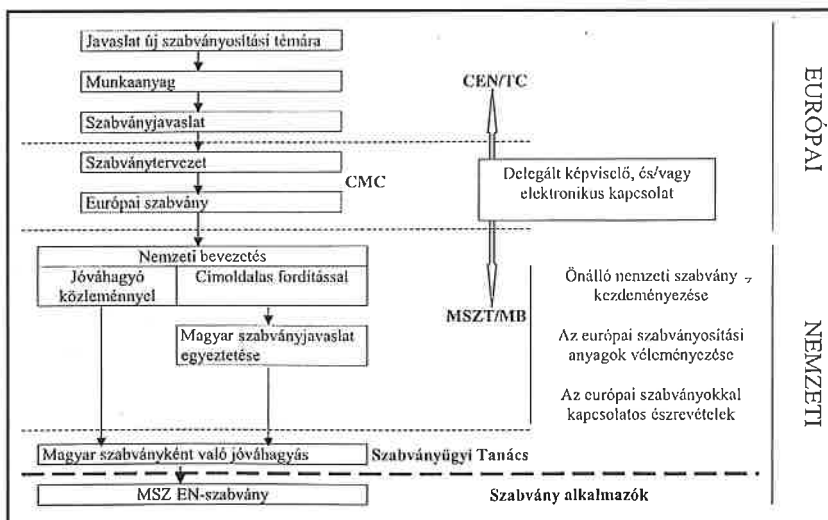 Javaslat új szabványosítási témára
Munkaanyag
Szabványjavaslat
CEN/TC
EURÓPAI
Szabványtervezet
CMC
Európai szabvány
Delegált képviselő, és/vagy
elektronikus kapcsolat
Nemzeti bevezetés
Jóváhagyó
közleménnyel
Címoldalas fordítással
Magyar szabványjavaslat
egyeztetése
MSZT/MB
Önálló nemzeti szabvány
kezdeményezése
Az európai szabványosítási
anyagok véleményezése
Az európai szabványokkal
kapcsolatos észrevételek
NEMZETI
Magyar szabványként való jóváhagyás
Szabványügyi Tanács
MSZ EN-szabvány
Szabvány alkalmazók